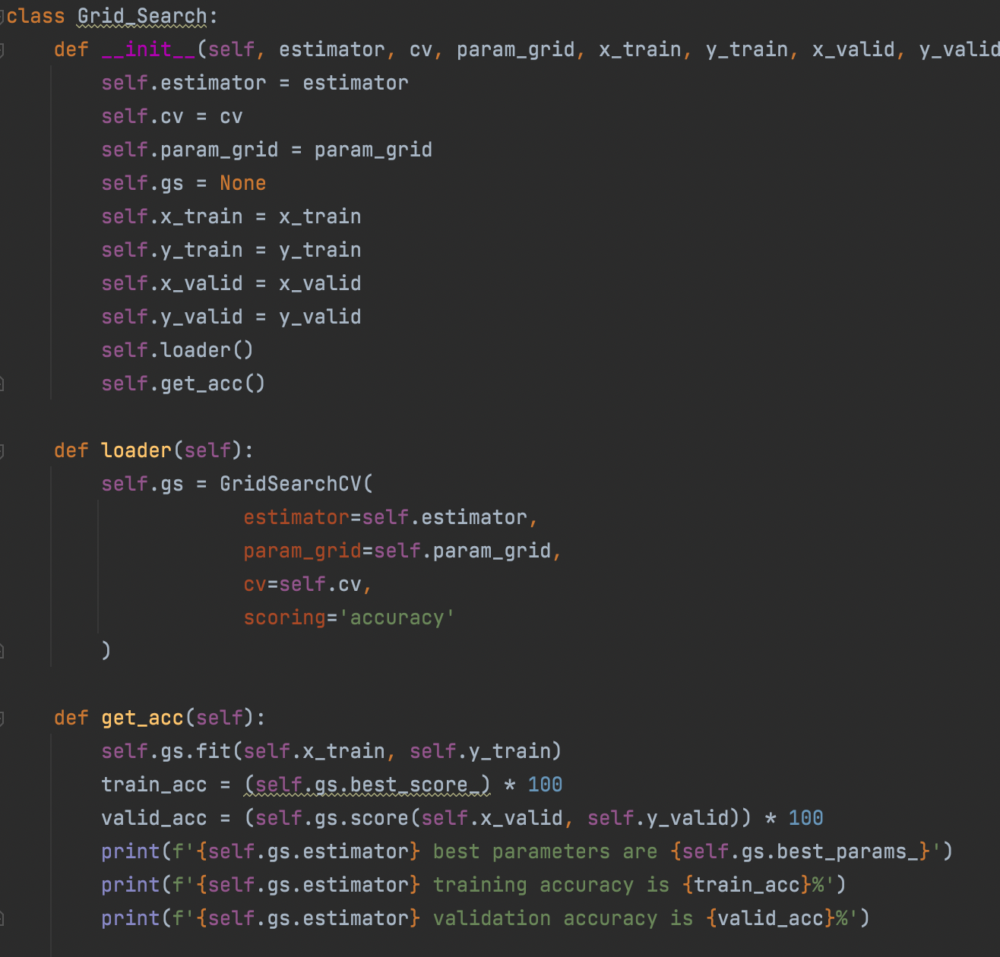 class Grid_Search:
    def __init__(self, estimator, cv, param_grid, x_train, y_train, x_valid, y_valid
        self.estimator = estimator
        self.cv = cv
        self.param_grid = param_grid
        self.gs = None
        self.x_train = x_train
        self.y_train = y_train
        self.x_valid = x_valid
        self.y_valid = y_valid
        self.loader()
        self.get_acc()

    def loader(self):
        self.gs = GridSearchCV(
                    estimator=self.estimator,
                    param_grid=self.param_grid,
                    cv=self.cv,
                    scoring='accuracy'
        )

    def get_acc(self):
        self.gs.fit(self.x_train, self.y_train)
        train_acc = (self.gs.best_score_) * 100
        valid_acc = (self.gs.score(self.x_valid, self.y_valid)) * 100
        print(f'{self.gs.estimator} best parameters are {self.gs.best_params_}')
        print(f'{self.gs.estimator} training accuracy is {train_acc}%')
        print(f'{self.gs.estimator} validation accuracy is {valid_acc}%')